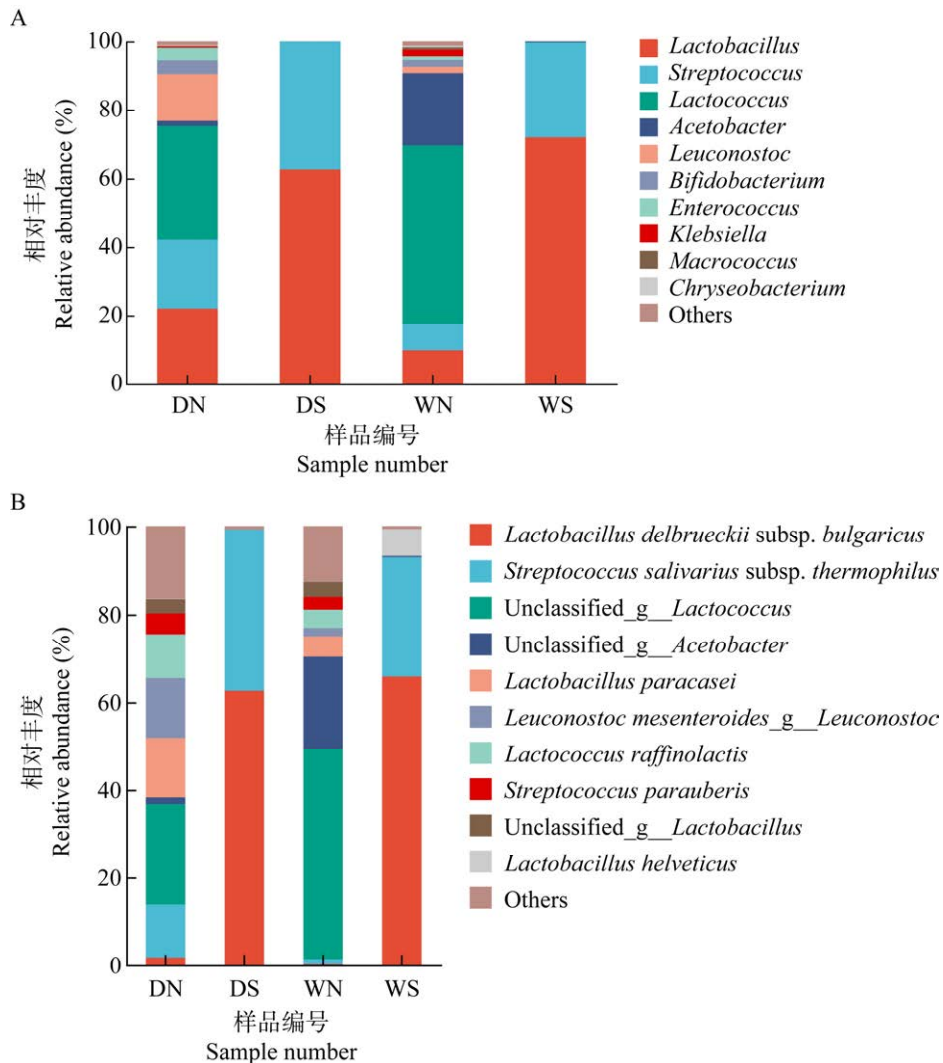 A
相对丰度
Relative abundance (%)
100
80
60
40
20
0
DN DS WN WS
样品编号
Sample number
Lactobacillus
Streptococcus
Lactococcus
Acetobacter
Leuconostoc
Bifidobacterium
Enterococcus
Klebsiella
Macrococcus
Chryseobacterium
Others
B
相对丰度
Relative abundance (%)
100
80
60
40
20
0
DN DS WN WS
样品编号
Sample number
Lactobacillus delbrueckii subsp. bulgaricus
Streptococcus salivarius subsp. thermophilus
Unclassified_g__Lactococcus
Unclassified_g__Acetobacter
Lactobacillus paracasei
Leuconostoc mesenteroides_g__Leuconostoc
Lactococcus raffinolactis
Streptococcus parauberis
Unclassified_g__Lactobacillus
Lactobacillus helveticus
Others